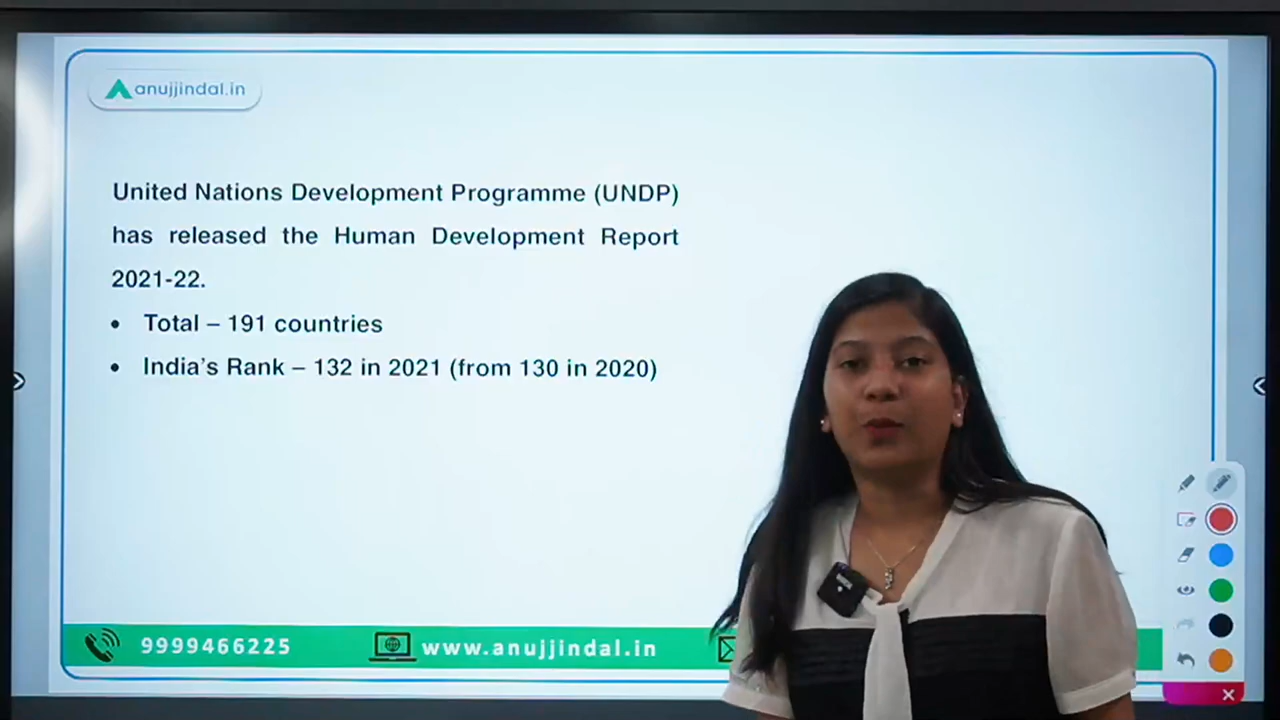 anujjindal.in
United Nations Development Programme (UNDP)
has released the Human Development Report
2021-22.
• Total – 191 countries
• India's Rank – 132 in 2021 (from 130 in 2020)
9999466225
www.anujjindal.in